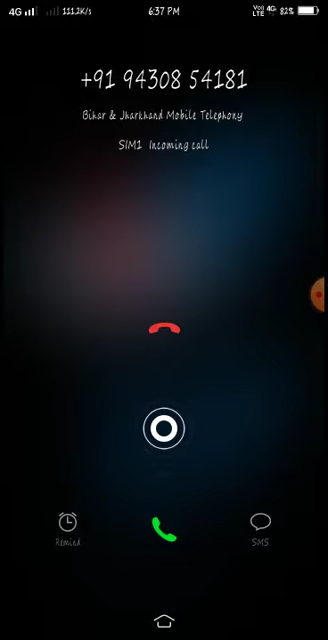 4G 111.2K/s 6:37 PM VoD LTE 4G 82%
+91 94308 54181
Bihar & Jharkhand Mobile Telephony
SIM1 Incoming call
Remind
SMS